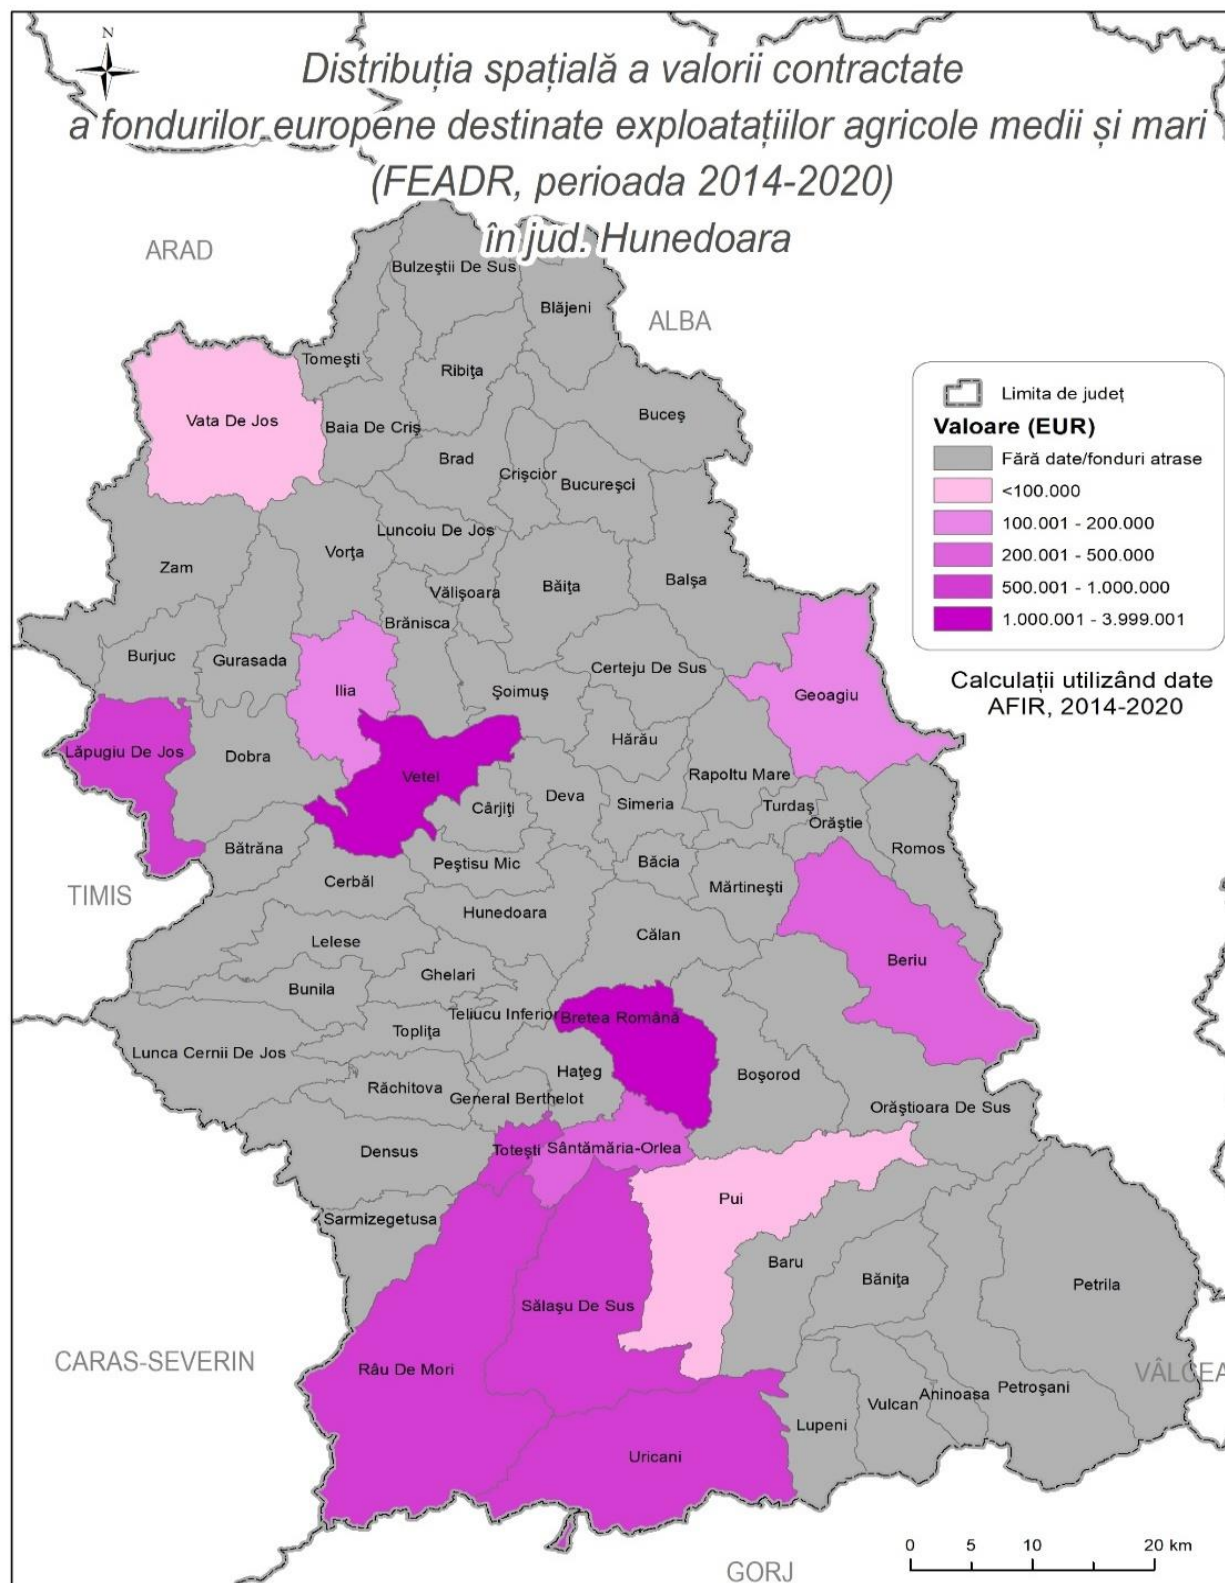 N
Distribuția spațială a valorii contractate
a fondurilor europene destinate exploatațiilor agricole medii și mari
(FEADR, perioada 2014-2020)
în jud. Hunedoara
ARAD
Bulzeştii De Sus
Blăjeni
ALBA
Tomeşti
Ribiţa
Vata De Jos
Baia De Criş
Buceş
Brad
Crişcior
Bucureşci
Luncoiu De Jos
Vorţa
Zam
Vălişoara
Băiţa
Balşa
Brănisca
Burjuc
Gurasada
Certeju De Sus
Ilia
Şoimuş
Geoagiu
Lăpugiu De Jos
Dobra
Hărău
Vetel
Rapoltu Mare
Cârjiţi
Deva
Simeria
Turdaş
Orăştie
Bătrâna
Peştisu Mic
Băcia
Romos
Cerbăl
Mărtineşti
TIMIS
Hunedoara
Lelese
Călan
Beriu
Ghelari
Bunila
Teliucu Inferior
Bretea Română
Topliţa
Lunca Cernii De Jos
Haţeg
Boşorod
Răchitova
General Berthelot
Orăştioara De Sus
Densus
Toteşti
Sântămăria-Orlea
Pui
Sarmizegetusa
Baru
Băniţa
Petrila
Sălaşu De Sus
CARAS-SEVERIN
Râu De Mori
VÂLCEA
Petroşani
Aninoasa
Vulcan
Lupeni
Uricani
GORJ
Limita de județ
Valoare (EUR)
Fără date/fonduri atrase
<100.000
100.001 - 200.000
200.001 - 500.000
500.001 - 1.000.000
1.000.001 - 3.999.001
Calculații utilizând date
AFIR, 2014-2020
0 5 10 20 km